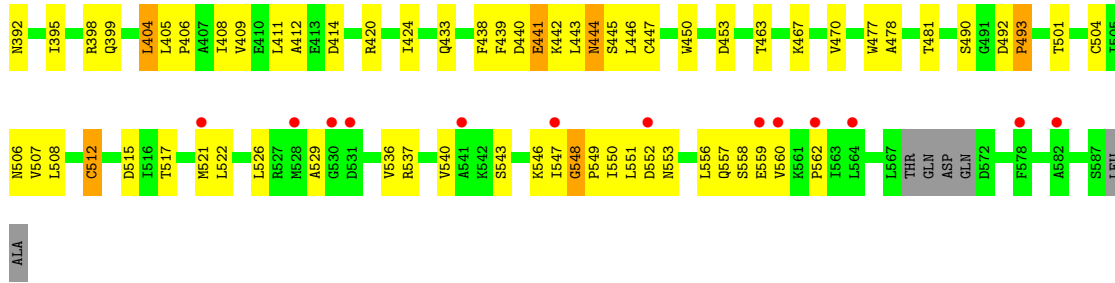 N392 I395 R398 Q399 L404 L405 P406 A407 I408 V409 E410 L411 A412 E413 D414 R420 I424 Q433 F438 F439 D440 E441 K442 L443 N444 S445 L446 C447 W450 D453 T463 K467 V470 W477 A478 T481 S490 G491 D492 P493 T501 C504 I505
N506 V507 L508 C512 D515 I516 T517 M521 L522 L526 R527 M528 A529 G530 D531 V536 R537 V540 A541 K542 S543 K546 I547 G548 P549 I550 L551 D552 N553 L556 Q557 S558 E559 V560 K561 P562 I563 L564 L567 THR GLN ASP GLN D572 F578 A582 S587 LEU
ALA